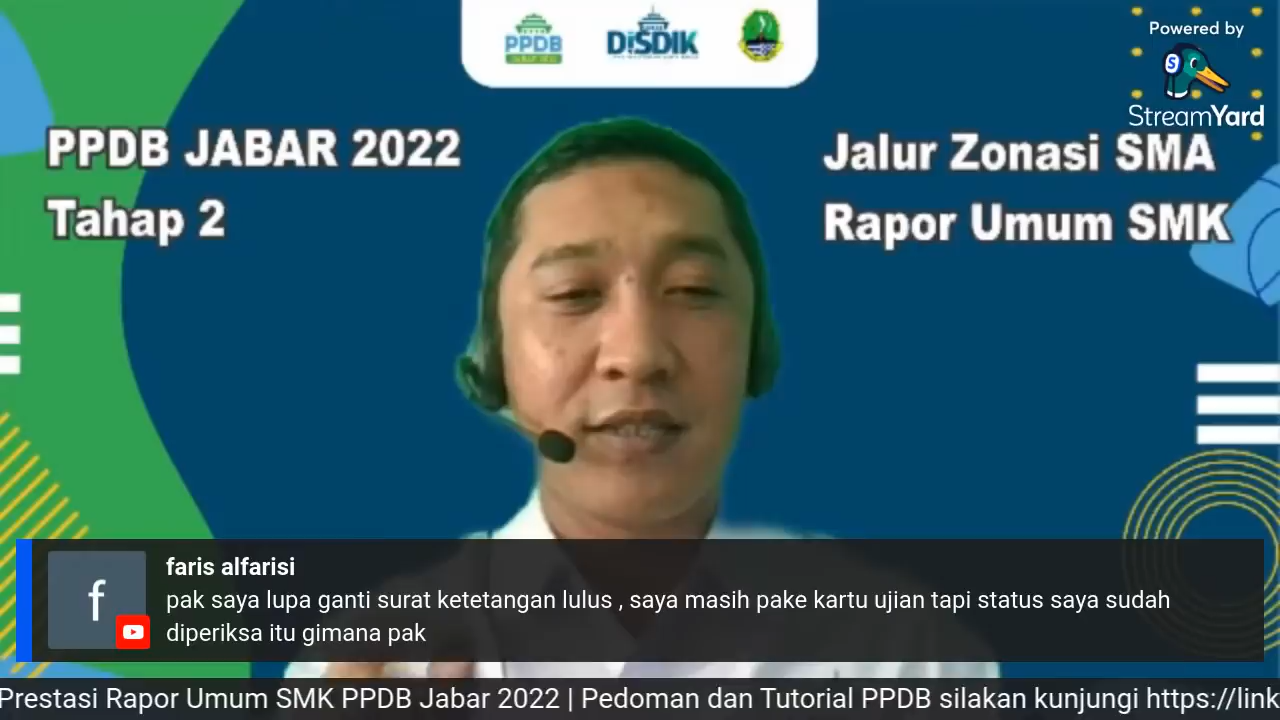 PPDB
DISDIK
Powered by
StreamYard
PPDB JABAR 2022
Tahap 2
Jalur Zonasi SMA
Rapor Umum SMK
f
faris alfarisi
pak saya lupa ganti surat ketetangan lulus , saya masih pake kartu ujian tapi status saya sudah
diperiksa itu gimana pak
Prestasi Rapor Umum SMK PPDB Jabar 2022 | Pedoman dan Tutorial PPDB silakan kunjungi https://link